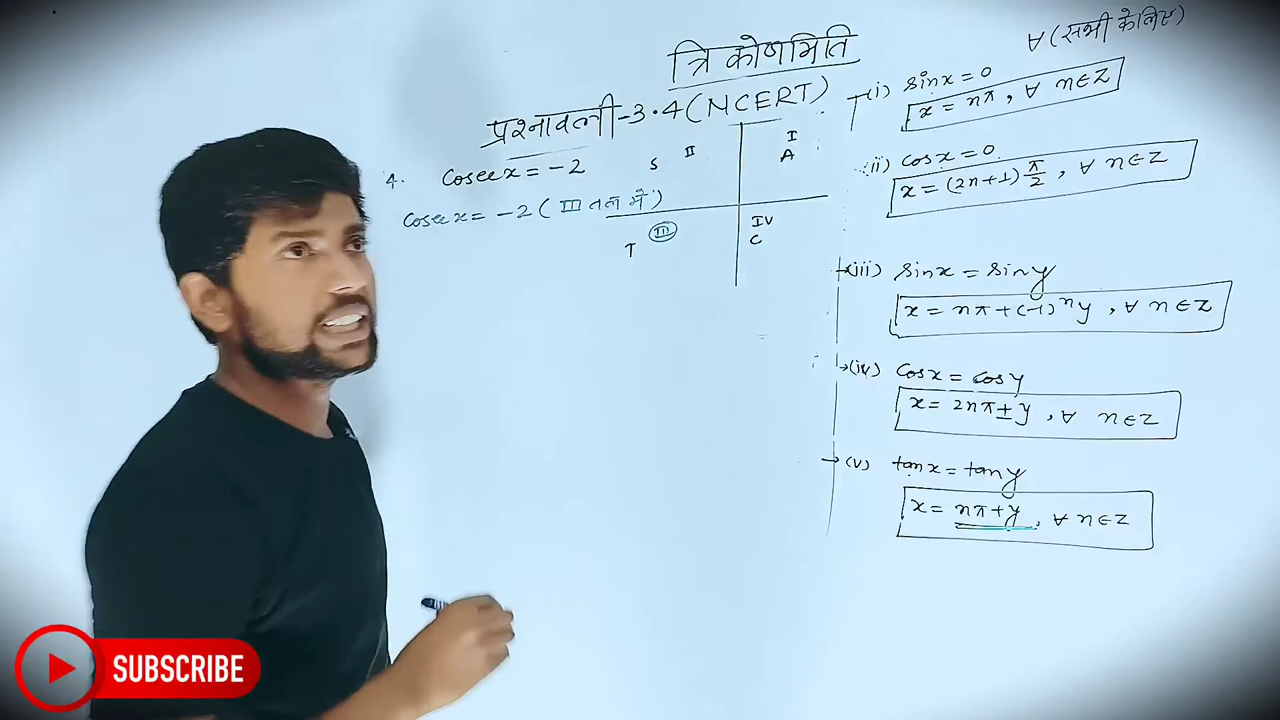 त्रिकोणमिति
प्रश्नावली-3.4(NCERT)
4. cosec x = -2
cosec x = -2 ( III तल में )
S II
I
A
T III
IV
C
∀ (सभी के लिए)
(i) sin x = 0
x = nπ, ∀ n∈Z
(ii) cos x = 0
x = (2n+1) π/2, ∀ n∈Z
(iii) sin x = sin y
x = nπ + (-1)ⁿy, ∀ n∈Z
(iv) cos x = cos y
x = 2nπ ± y, ∀ n∈Z
(v) tan x = tan y
x = nπ + y, ∀ n∈Z
SUBSCRIBE